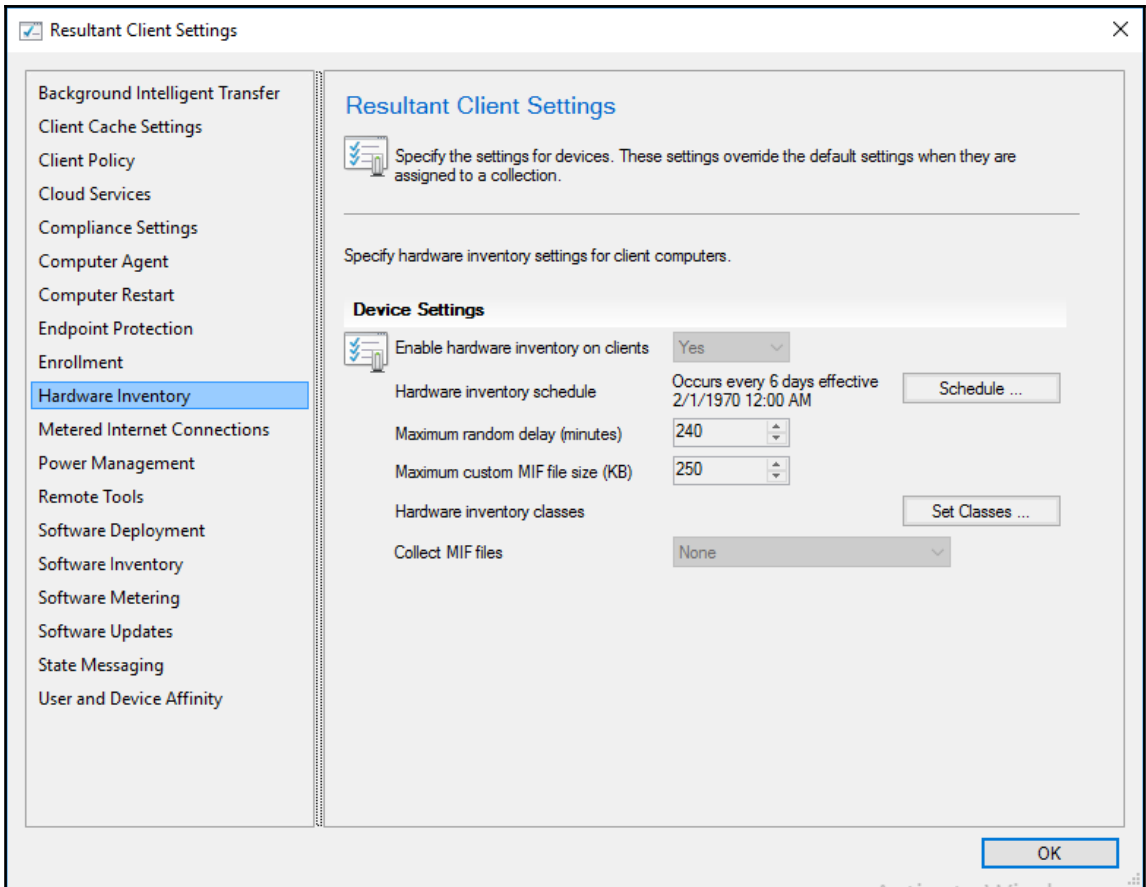 Resultant Client Settings
Background Intelligent Transfer
Client Cache Settings
Client Policy
Cloud Services
Compliance Settings
Computer Agent
Computer Restart
Endpoint Protection
Enrollment
Hardware Inventory
Metered Internet Connections
Power Management
Remote Tools
Software Deployment
Software Inventory
Software Metering
Software Updates
State Messaging
User and Device Affinity
Resultant Client Settings
Specify the settings for devices. These settings override the default settings when they are
assigned to a collection.
Specify hardware inventory settings for client computers.
Device Settings
Enable hardware inventory on clients Yes
Hardware inventory schedule Occurs every 6 days effective
2/1/1970 12:00 AM Schedule ...
Maximum random delay (minutes) 240
Maximum custom MIF file size (KB) 250
Hardware inventory classes Set Classes ...
Collect MIF files None
OK